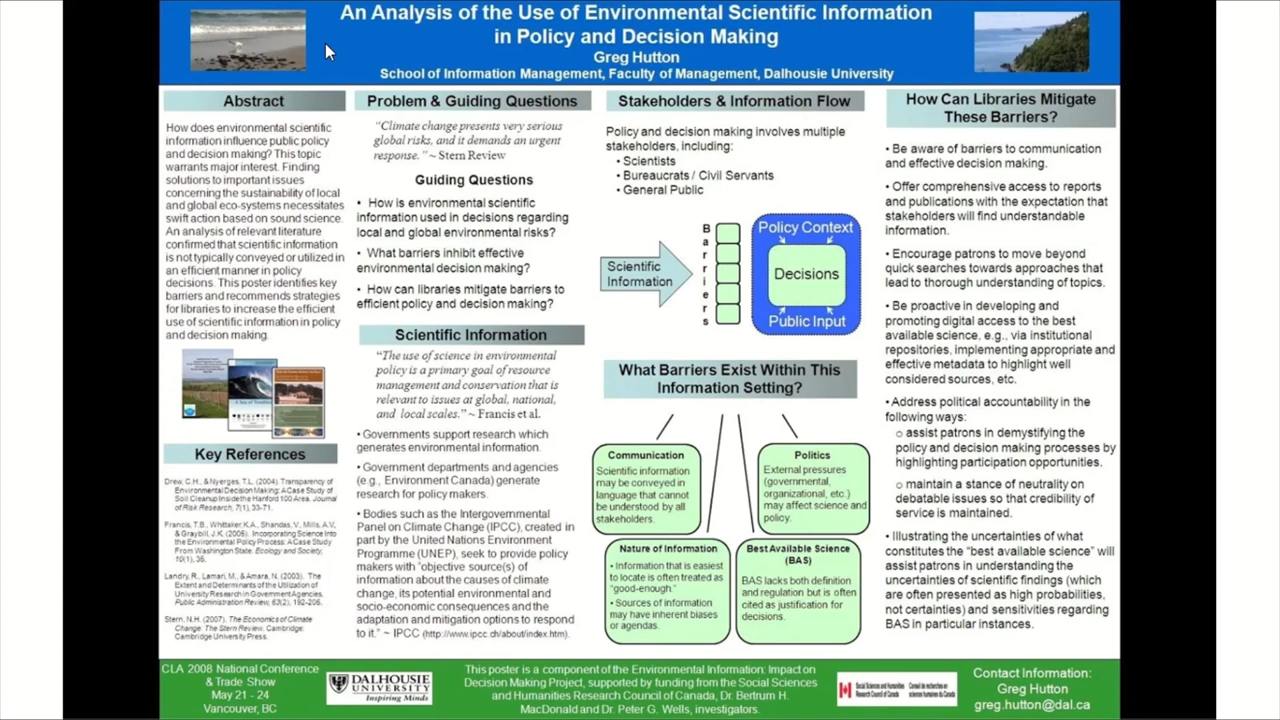 An Analysis of the Use of Environmental Scientific Information
in Policy and Decision Making
Greg Hutton
School of Information Management, Faculty of Management, Dalhousie University
Abstract
How does environmental scientific
information influence public policy
and decision making? This topic
warrants major interest. Finding
solutions to important issues
concerning the sustainability of local
and global eco-systems necessitates
swift action based on sound science.
An analysis of relevant literature
confirmed that scientific information
is not typically conveyed or utilized in
an efficient manner in policy
decisions. This poster identifies key
barriers and recommends strategies
for libraries to increase the efficient
use of scientific information in policy
and decision making.
Key References
Drew, C.H., & Nyerges, T.L. (2004). Transparency of
Environmental Decision Making: A Case Study of
Soil Cleanup Inside the Hanford 100 Area. Journal
of Risk Research, 7(1), 33-71.
Francis, T.B., Whittaker, K.A., Shandas, V., Mills, A.V.,
& Graybill, J.K. (2005). Incorporating Science into
the Environmental Policy Process: A Case Study
From Washington State. Ecology and Society,
10(1), 35.
Landry, R., Lamari, M., & Amara, N. (2003). The
Extent and Determinants of the Utilization of
University Research in Government Agencies.
Public Administration Review, 63(2), 192-205.
Stern, N.H. (2007). The Economics of Climate
Change: The Stern Review. Cambridge:
Cambridge University Press.
Problem & Guiding Questions
“Climate change presents very serious
global risks, and it demands an urgent
response.” ~ Stern Review
Guiding Questions
• How is environmental scientific
information used in decisions regarding
local and global environmental risks?
• What barriers inhibit effective
environmental decision making?
• How can libraries mitigate barriers to
efficient policy and decision making?
Scientific Information
“The use of science in environmental
policy is a primary goal of resource
management and conservation that is
relevant to issues at global, national,
and local scales.” ~ Francis et al.
• Governments support research which
generates environmental information.
• Government departments and agencies
(e.g., Environment Canada) generate
research for policy makers.
• Bodies such as the Intergovernmental
Panel on Climate Change (IPCC), created in
part by the United Nations Environment
Programme (UNEP), seek to provide policy
makers with “objective source(s) of
information about the causes of climate
change, its potential environmental and
socio-economic consequences and the
adaptation and mitigation options to respond
to it.” ~ IPCC (http://www.ipcc.ch/about/index.htm).
Stakeholders & Information Flow
Policy and decision making involves multiple
stakeholders, including:
• Scientists
• Bureaucrats / Civil Servants
• General Public
Scientific
Information
Barriers
Policy Context
Decisions
Public Input
What Barriers Exist Within This
Information Setting?
Communication
Scientific information
may be conveyed in
language that cannot
be understood by all
stakeholders.
Politics
External pressures
(governmental,
organizational, etc.)
may affect science and
policy.
Nature of Information
• Information that is easiest
to locate is often treated as
“good-enough.”
• Sources of information
may have inherent biases
or agendas.
Best Available Science
(BAS)
BAS lacks both definition
and regulation but is often
cited as justification for
decisions.
How Can Libraries Mitigate
These Barriers?
• Be aware of barriers to communication
and effective decision making.
• Offer comprehensive access to reports
and publications with the expectation that
stakeholders will find understandable
information.
• Encourage patrons to move beyond
quick searches towards approaches that
lead to thorough understanding of topics.
• Be proactive in developing and
promoting digital access to the best
available science, e.g., via institutional
repositories, implementing appropriate and
effective metadata to highlight well
considered sources, etc.
• Address political accountability in the
following ways:
o assist patrons in demystifying the
policy and decision making processes by
highlighting participation opportunities.
o maintain a stance of neutrality on
debatable issues so that credibility of
service is maintained.
• Illustrating the uncertainties of what
constitutes the “best available science” will
assist patrons in understanding the
uncertainties of scientific findings (which
are often presented as high probabilities,
not certainties) and sensitivities regarding
BAS in particular instances.
CLA 2008 National Conference
& Trade Show
May 21 - 24
Vancouver, BC
DALHOUSIE
UNIVERSITY
Inspiring Minds
This poster is a component of the Environmental Information: Impact on
Decision Making Project, supported by funding from the Social Sciences
and Humanities Research Council of Canada, Dr. Bertrum H.
MacDonald and Dr. Peter G. Wells, investigators.
Social Sciences and Humanities
Research Council of Canada
Conseil de recherches en
sciences humaines du Canada
Contact Information:
Greg Hutton
greg.hutton@dal.ca